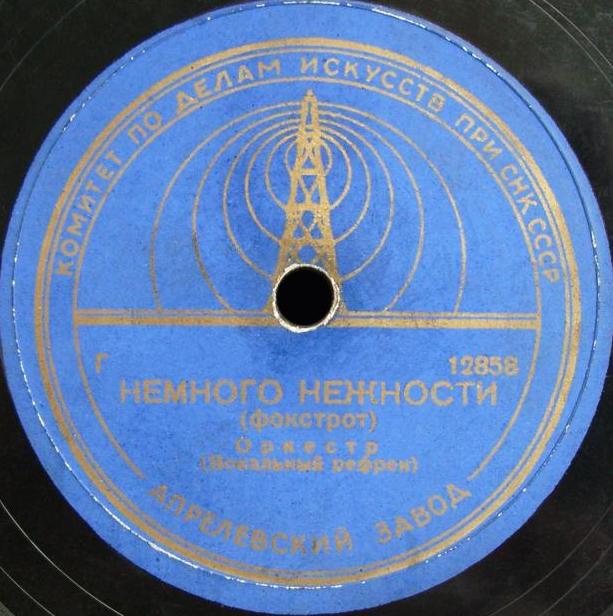 КОМИТЕТ ПО ДЕЛАМ ИСКУССТВ ПРИ СНК СССР
Г 12858
НЕМНОГО НЕЖНОСТИ
(фокстрот)
Оркестр
(Вокальный рефрен)
АПРЕЛЕВСКИЙ ЗАВОД